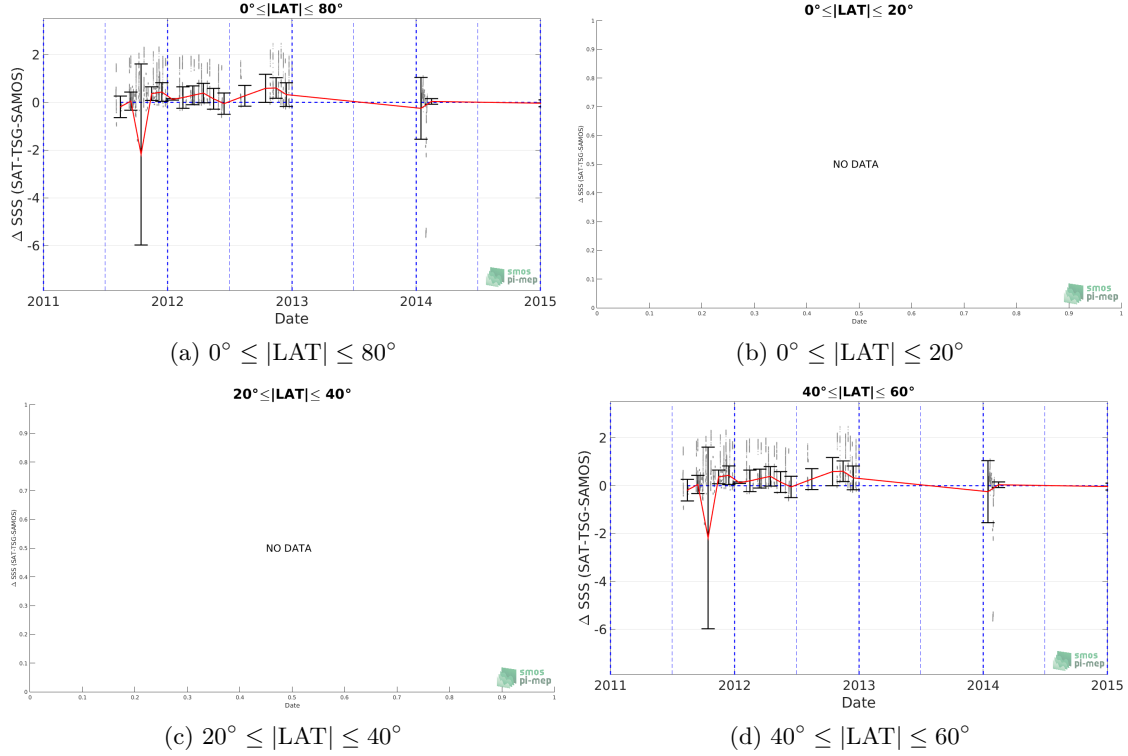 0°≤|LAT|≤ 80°
Δ SSS (SAT-TSG-SAMOS)
2
0
-2
-4
-6
2011
2012
2013
2014
2015
Date
smos
pi-mep
(a) 0° ≤ |LAT| ≤ 80°
0°≤|LAT|≤ 20°
Δ SSS (SAT-TSG-SAMOS)
1
0.9
0.8
0.7
0.6
0.5
0.4
0.3
0.2
0.1
0
NO DATA
0
0.1
0.2
0.3
0.4
0.5
0.6
0.7
0.8
0.9
1
Date
smos
pi-mep
(b) 0° ≤ |LAT| ≤ 20°
20°≤|LAT|≤ 40°
Δ SSS (SAT-TSG-SAMOS)
1
0.9
0.8
0.7
0.6
0.5
0.4
0.3
0.2
0.1
0
NO DATA
0
0.1
0.2
0.3
0.4
0.5
0.6
0.7
0.8
0.9
1
Date
smos
pi-mep
(c) 20° ≤ |LAT| ≤ 40°
40°≤|LAT|≤ 60°
Δ SSS (SAT-TSG-SAMOS)
2
0
-2
-4
-6
2011
2012
2013
2014
2015
Date
smos
pi-mep
(d) 40° ≤ |LAT| ≤ 60°